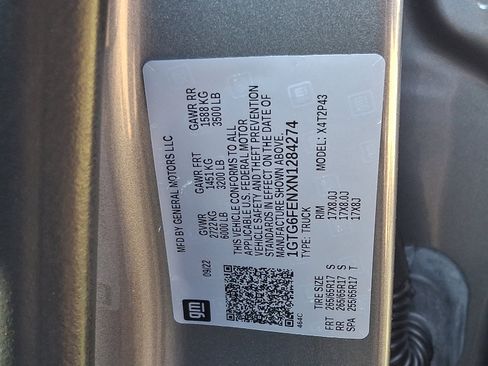 MFD BY GENERAL MOTORS LLC
09/22
GVWR
2722 KG
6000 LB
GAWR FRT
1451 KG
3200 LB
GAWR RR
1588 KG
3500 LB
THIS VEHICLE CONFORMS TO ALL
APPLICABLE U.S. FEDERAL MOTOR
VEHICLE SAFETY AND THEFT PREVENTION
STANDARDS IN EFFECT ON THE DATE OF
MANUFACTURE SHOWN ABOVE.
1GTG6FENXN1284274
TYPE: TRUCK
MODEL: X4T2P43
gm
464C
TIRE SIZE RIM
FRT 265/65R17 S 17X8.0J
RR 265/65R17 S 17X8.0J
SPA 255/65R17 T 17X8J